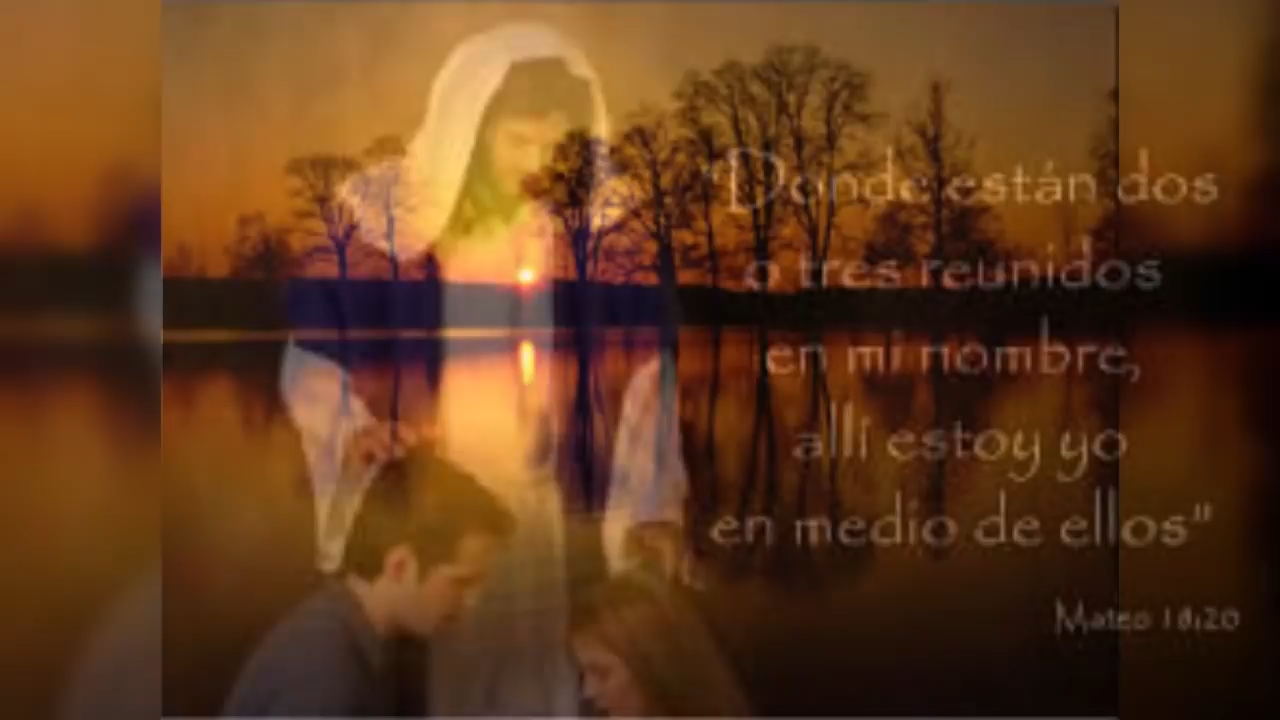 "Donde están dos
o tres reunidos
en mi nombre,
allí estoy yo
en medio de ellos"
Mateo 18:20